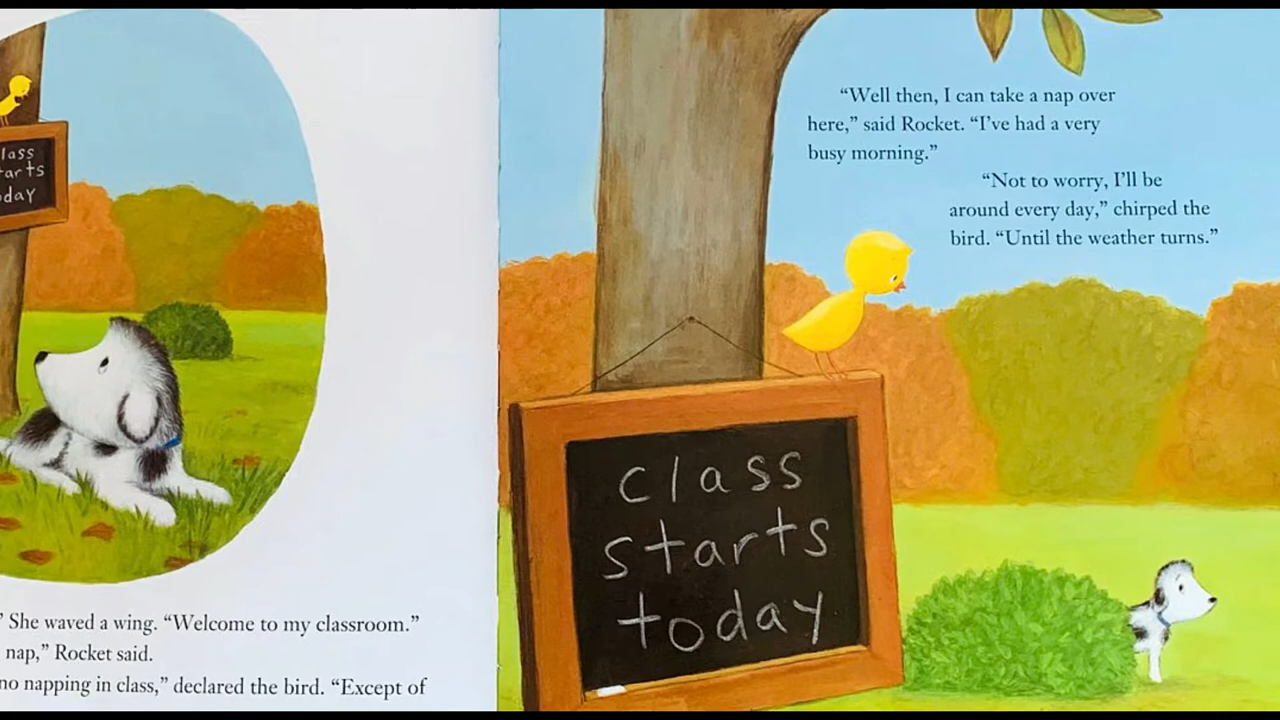 lass
arts
day
” She waved a wing. “Welcome to my classroom.”
nap,” Rocket said.
no napping in class,” declared the bird. “Except of
“Well then, I can take a nap over
here,” said Rocket. “I’ve had a very
busy morning.”
“Not to worry, I’ll be
around every day,” chirped the
bird. “Until the weather turns.”
class
starts
today